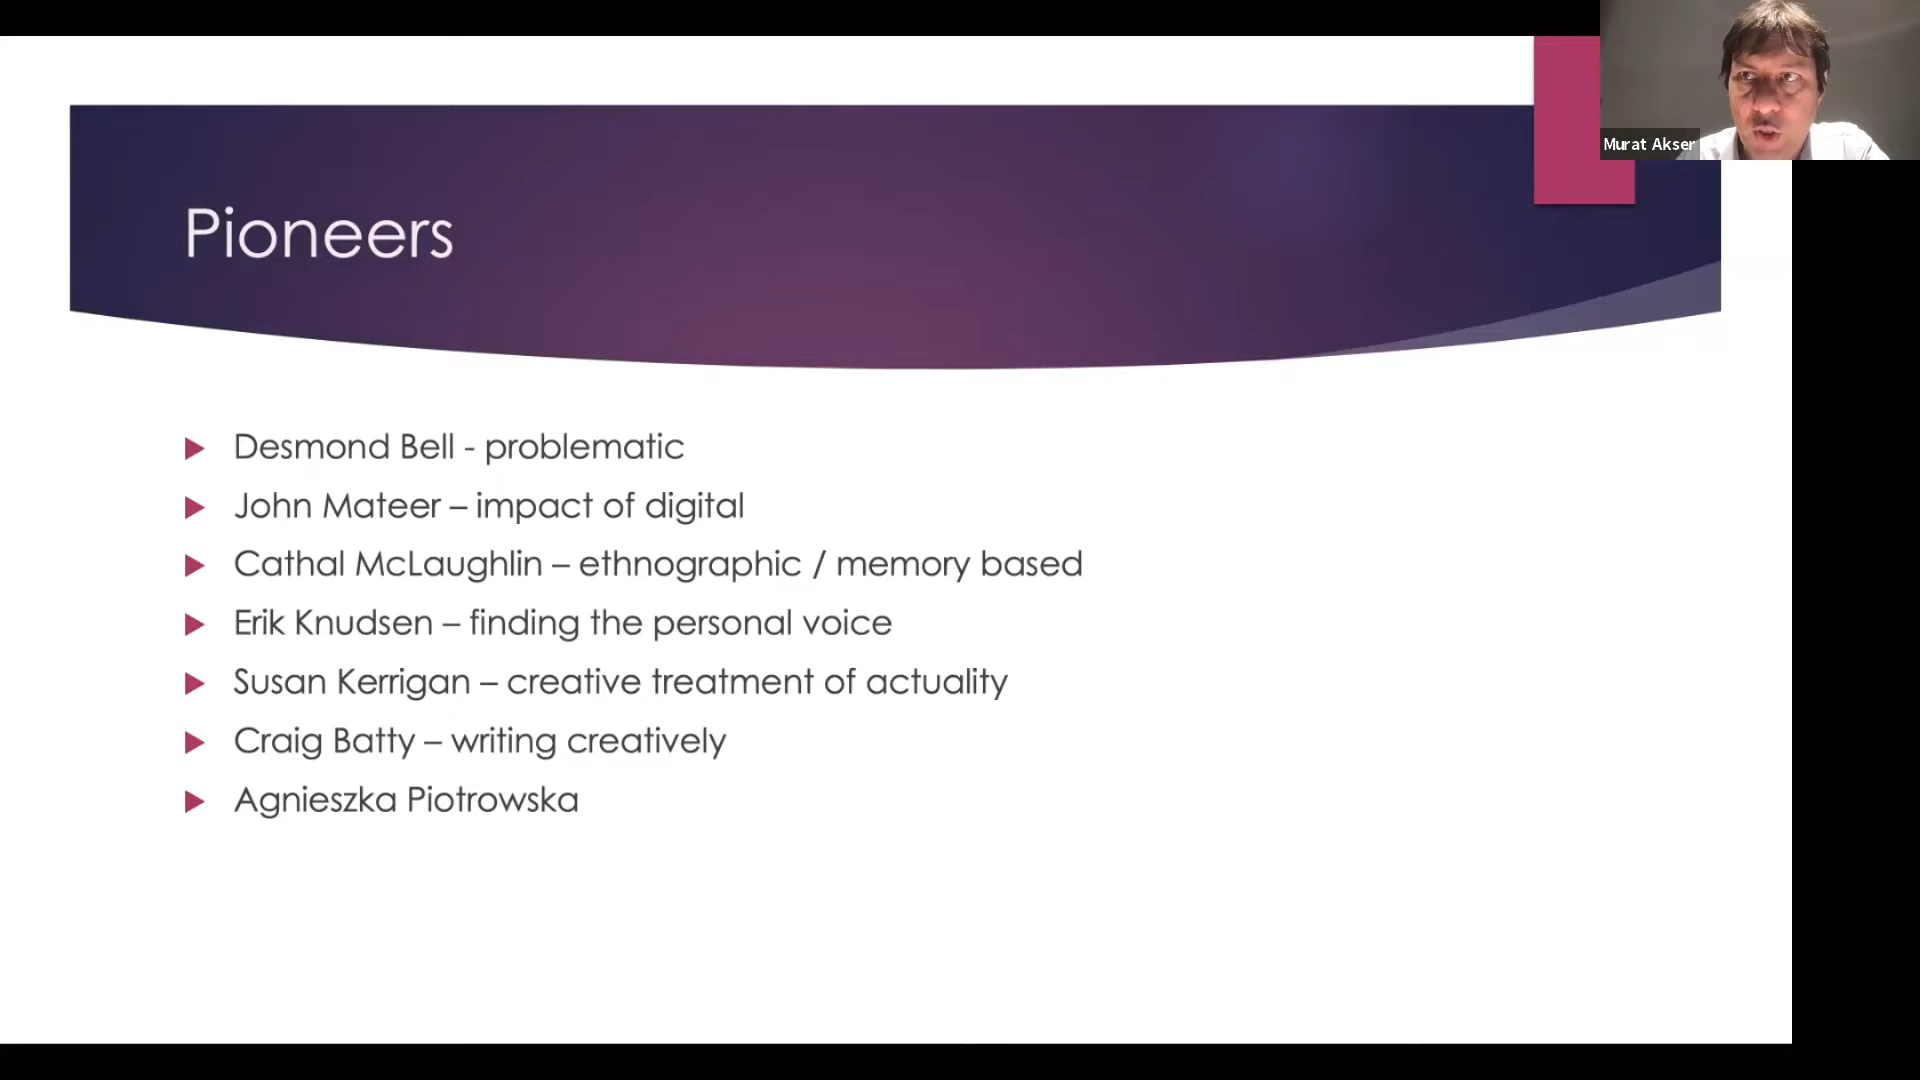 Murat Akser
Pioneers
Desmond Bell - problematic
John Mateer – impact of digital
Cathal McLaughlin – ethnographic / memory based
Erik Knudsen – finding the personal voice
Susan Kerrigan – creative treatment of actuality
Craig Batty – writing creatively
Agnieszka Piotrowska